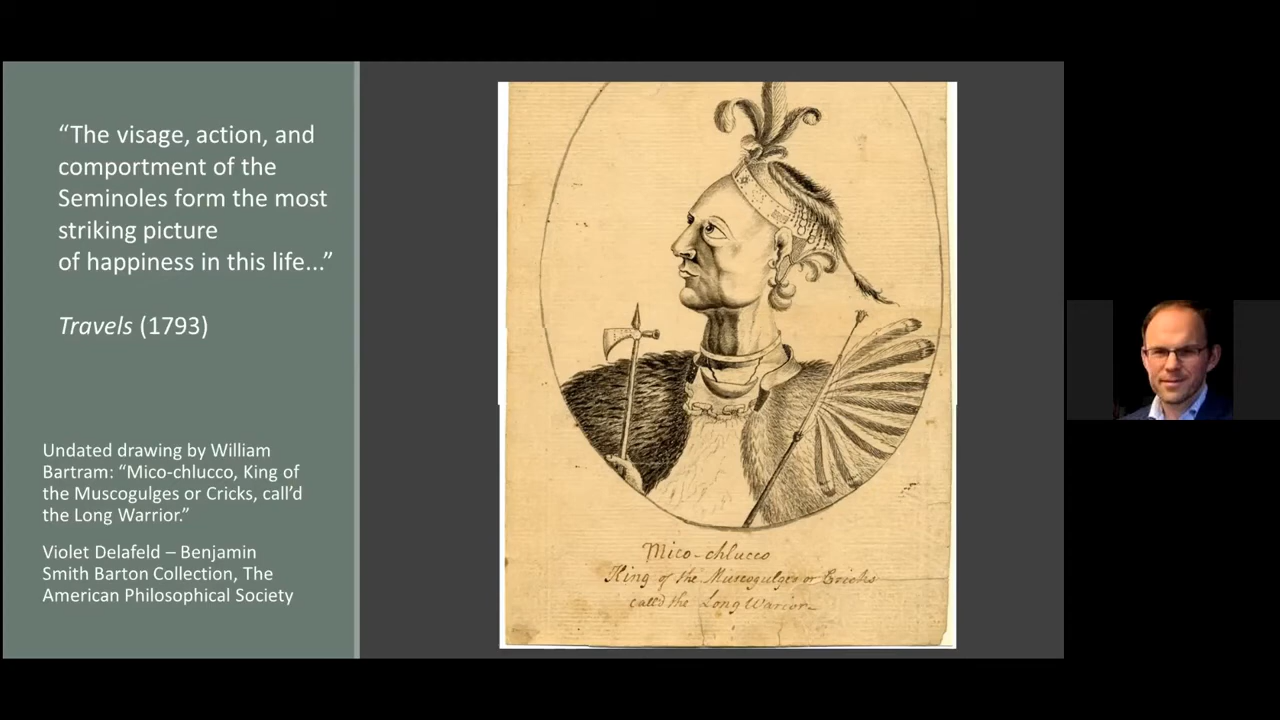 “The visage, action, and
comportment of the
Seminoles form the most
striking picture
of happiness in this life...”
Travels (1793)
Undated drawing by William
Bartram: “Mico-chlucco, King of
the Muscogulges or Cricks, call’d
the Long Warrior.”
Violet Delafeld – Benjamin
Smith Barton Collection, The
American Philosophical Society
Mico-chlucco
King of the Muscogulges or Cricks
call'd the Long Warior